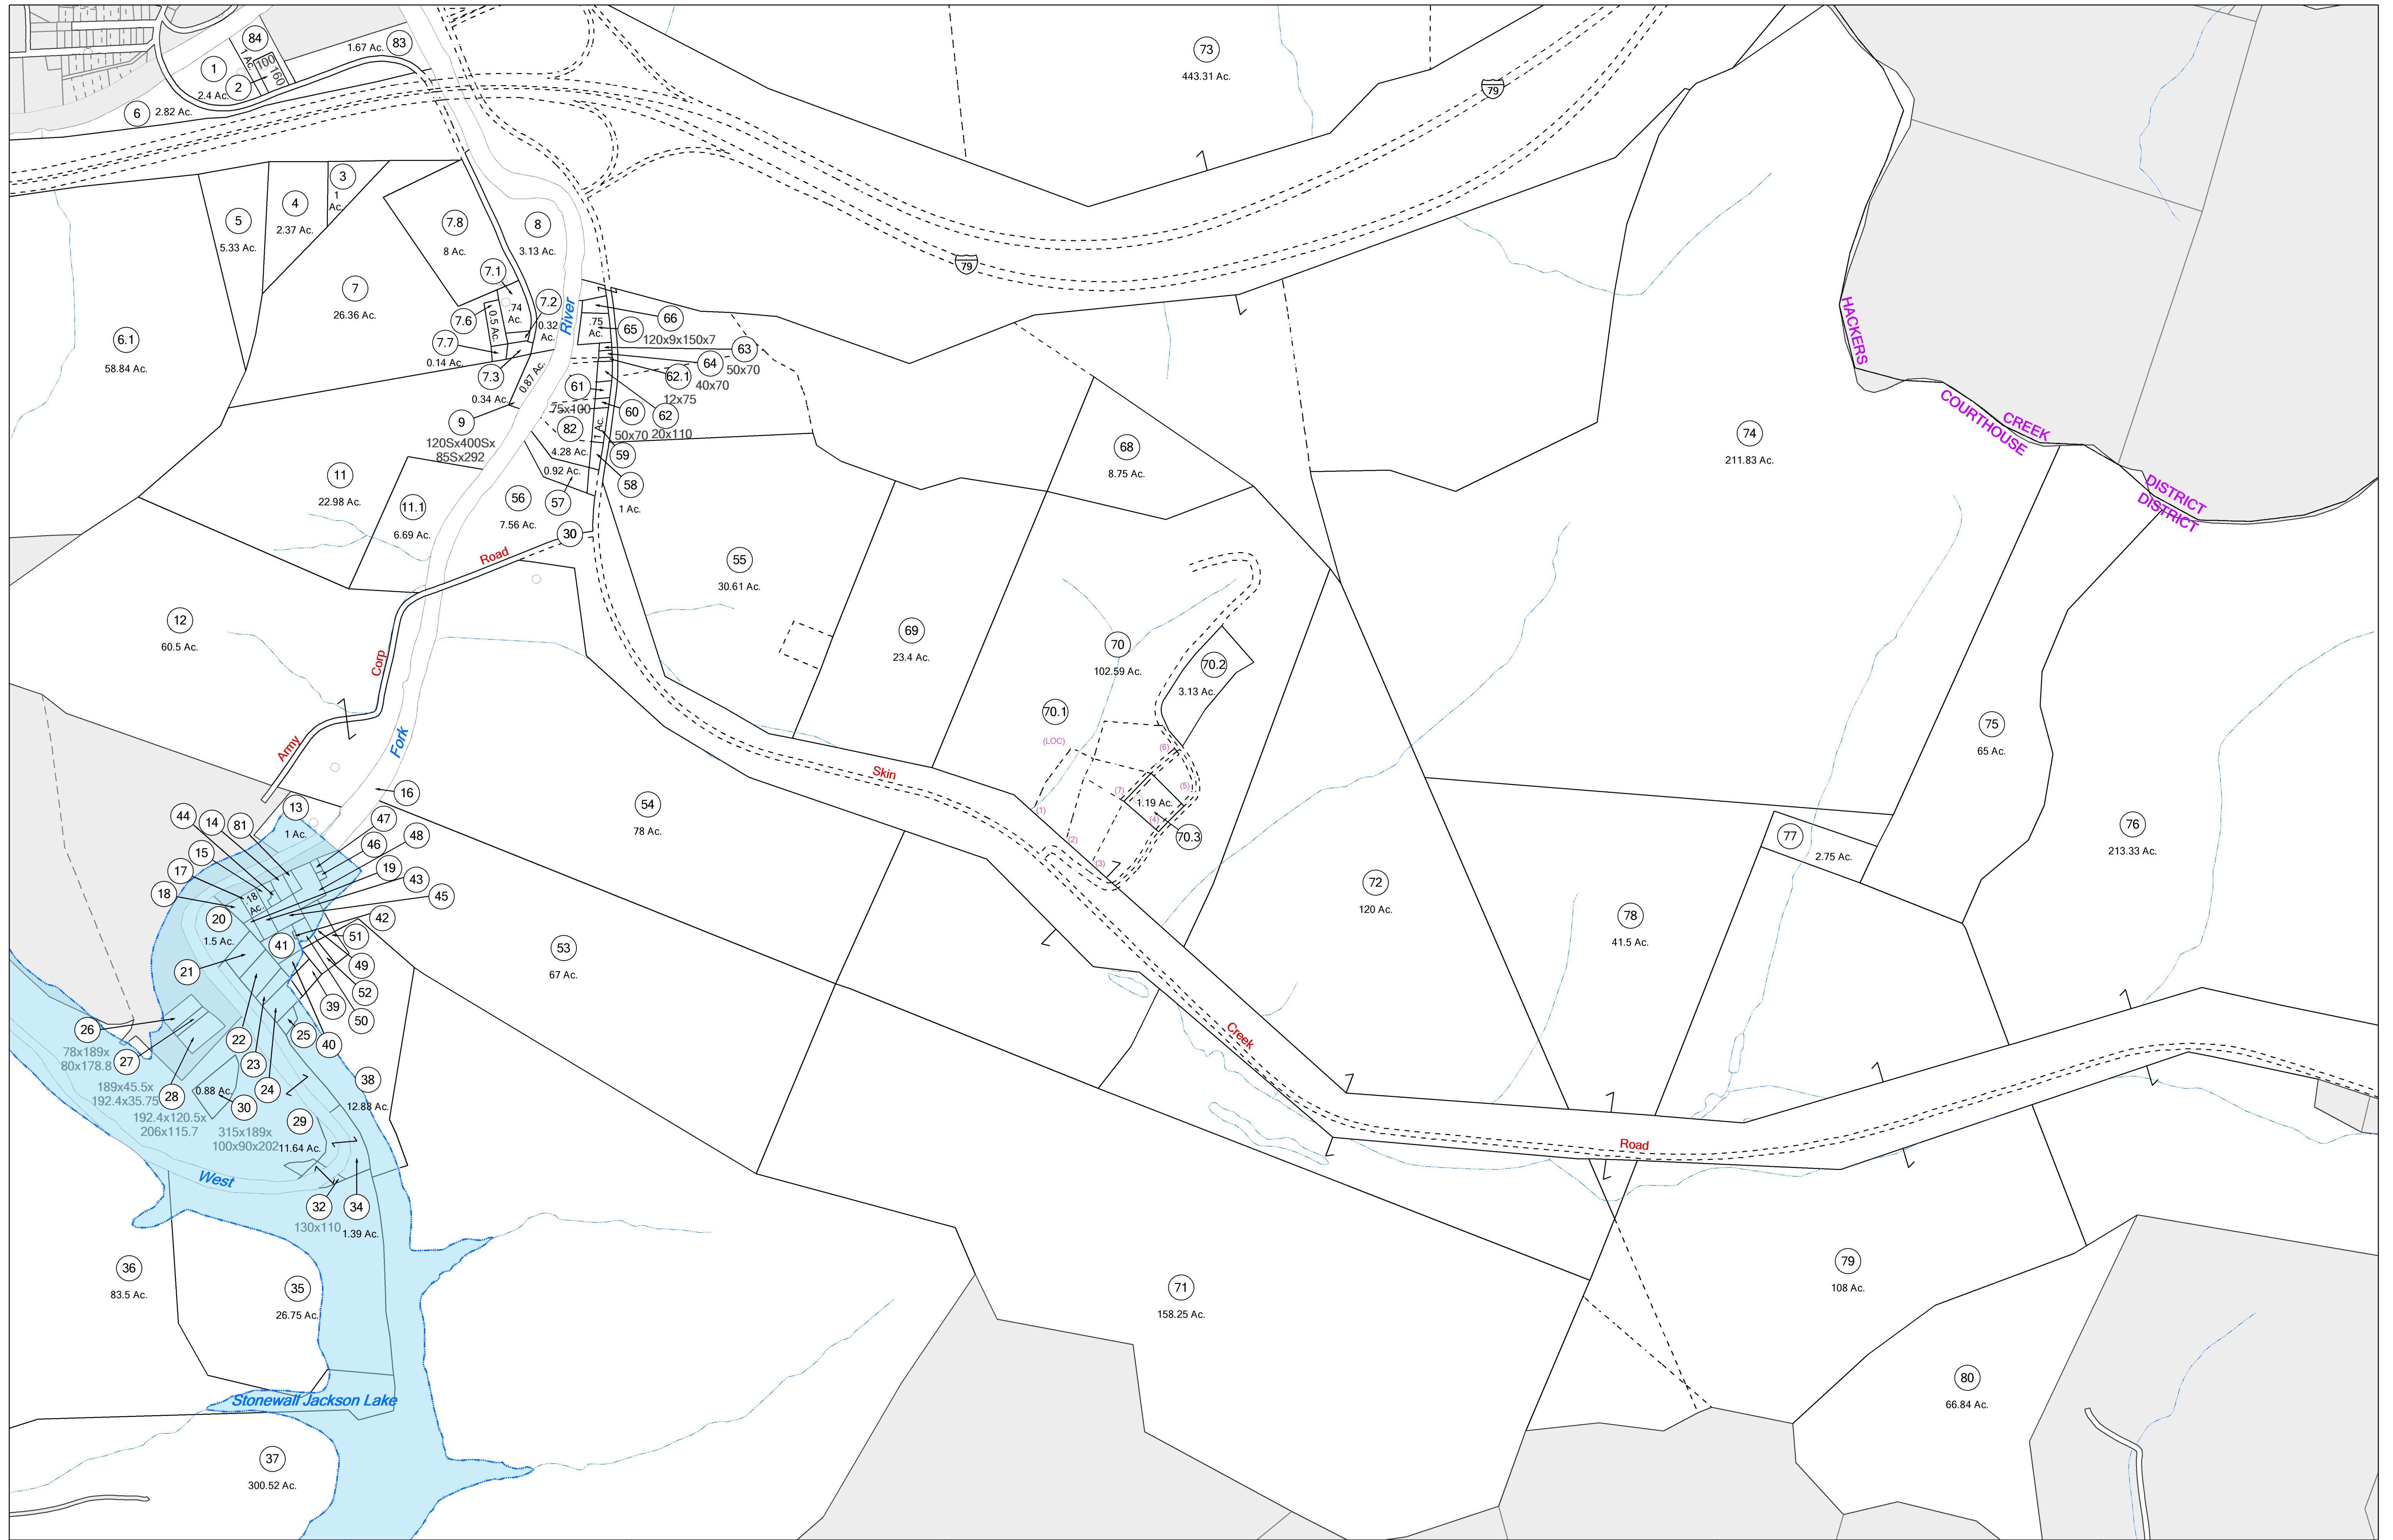 84
1 Ac.
100
160
1
2.4 Ac.
2
1.67 Ac.
83
6
2.82 Ac.
73
443.31 Ac.
79
79
3
1
Ac.
4
2.37 Ac.
5
5.33 Ac.
7
26.36 Ac.
6.1
58.84 Ac.
7.8
8 Ac.
8
3.13 Ac.
7.1
.74
Ac.
7.2
0.32
Ac.
7.6
0.5 Ac.
7.7
0.14 Ac.
7.3
0.34 Ac.
0.87 Ac.
River
66
.75
Ac.
65
120x9x150x7
63
64
50x70
62.1
40x70
12x75
61
75x100
60
62
50x70
20x110
9
120Sx400Sx
85Sx292
82
4.28 Ac.
1 Ac.
59
0.92 Ac.
57
58
1 Ac.
11
22.98 Ac.
11.1
6.69 Ac.
56
7.56 Ac.
30
Road
Corp
Army
Fork
12
60.5 Ac.
55
30.61 Ac.
69
23.4 Ac.
68
8.75 Ac.
70
102.59 Ac.
70.2
3.13 Ac.
70.1
(LOC)
(1)
(2)
(3)
(4)
(5)
(6)
(7)
1.19 Ac.
70.3
74
211.83 Ac.
HACKERS
CREEK
DISTRICT
COURTHOUSE
DISTRICT
75
65 Ac.
76
213.33 Ac.
77
2.75 Ac.
78
41.5 Ac.
72
120 Ac.
Skin
Creek
Road
54
78 Ac.
53
67 Ac.
16
13
1 Ac.
44
14
81
15
17
18
47
46
48
19
43
45
42
51
49
52
39
50
40
41
.18
Ac.
20
1.5 Ac.
21
22
23
24
25
26
78x189x
80x178.8
27
189x45.5x
192.4x35.75
28
192.4x120.5x
206x115.7
0.88 Ac.
30
315x189x
100x90x202
29
11.64 Ac.
38
12.88 Ac.
32
130x110
34
1.39 Ac.
West
36
83.5 Ac.
35
26.75 Ac.
Stonewall Jackson Lake
37
300.52 Ac.
71
158.25 Ac.
79
108 Ac.
80
66.84 Ac.